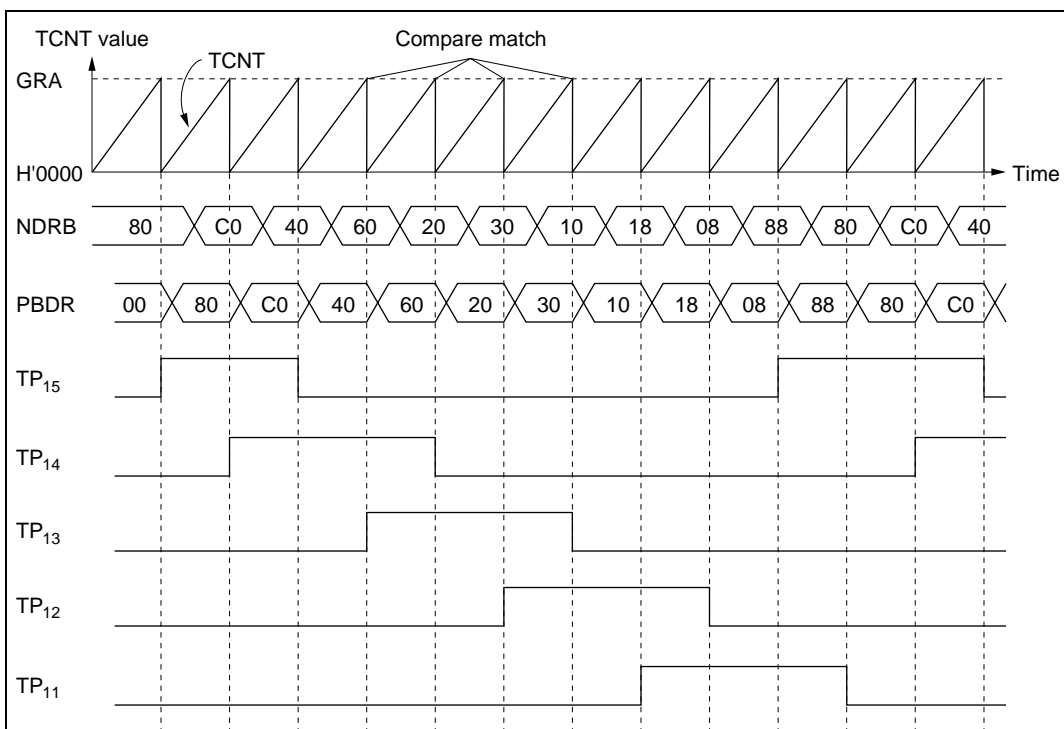 TCNT value Compare match
TCNT
GRA
H'0000 Time
NDRB 80 C0 40 60 20 30 10 18 08 88 80 C0 40
PBDR 00 80 C0 40 60 20 30 10 18 08 88 80 C0
TP15
TP14
TP13
TP12
TP11